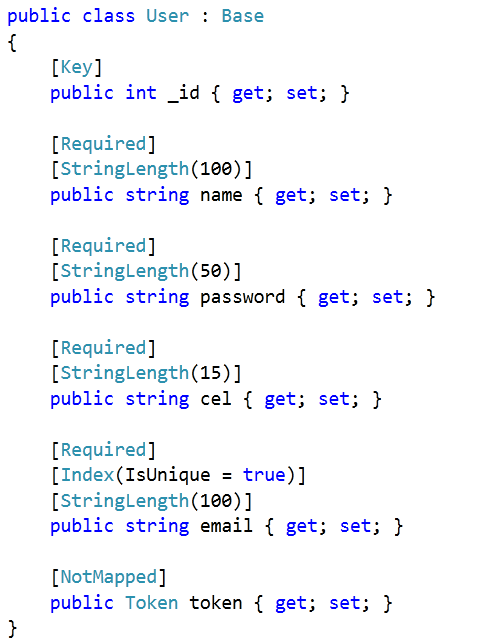 public class User : Base
{
    [Key]
    public int _id { get; set; }

    [Required]
    [StringLength(100)]
    public string name { get; set; }

    [Required]
    [StringLength(50)]
    public string password { get; set; }

    [Required]
    [StringLength(15)]
    public string cel { get; set; }

    [Required]
    [Index(IsUnique = true)]
    [StringLength(100)]
    public string email { get; set; }

    [NotMapped]
    public Token token { get; set; }
}